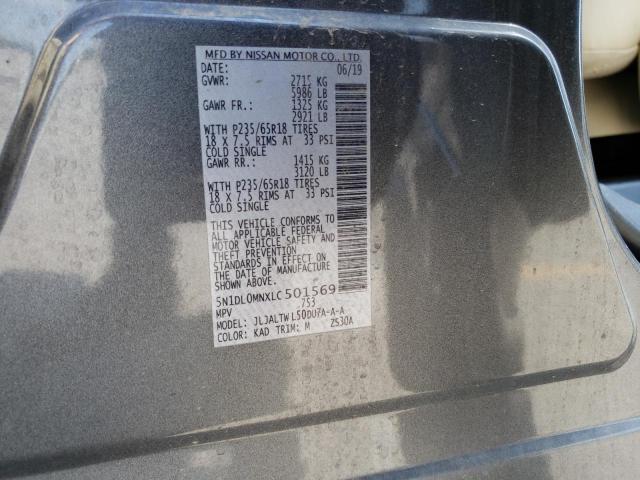 MFD BY NISSAN MOTOR CO., LTD.
DATE: 06/19
GVWR: 2715 KG
5986 LB
GAWR FR.: 1325 KG
2921 LB
WITH P235/65R18 TIRES
18 X 7.5 RIMS AT 33 PSI
COLD SINGLE
GAWR RR.: 1415 KG
3120 LB
WITH P235/65R18 TIRES
18 X 7.5 RIMS AT 33 PSI
COLD SINGLE
THIS VEHICLE CONFORMS TO
ALL APPLICABLE FEDERAL
MOTOR VEHICLE SAFETY AND
THEFT PREVENTION
STANDARDS IN EFFECT ON
THE DATE OF MANUFACTURE
SHOWN ABOVE.
5N1DL0MNXLC501569
MPV 753
MODEL: JLJALTWL50DU7A-A-A
COLOR: KAD TRIM: M ZS30A